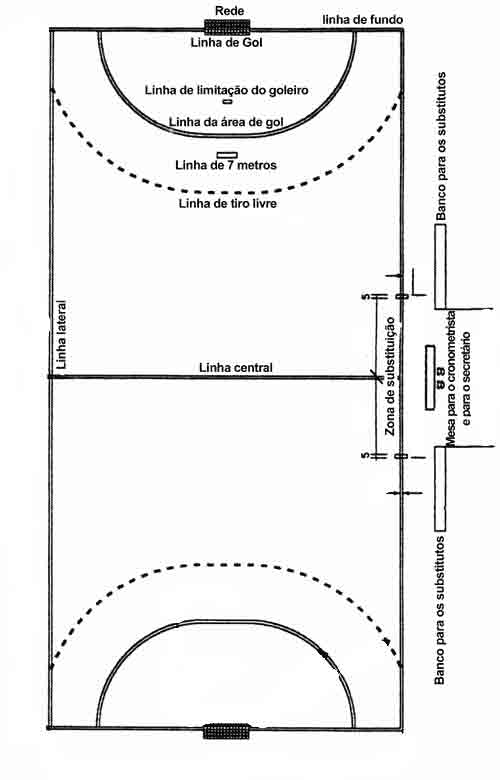 Rede
linha de fundo
Linha de Gol
Linha de limitação do goleiro
Linha da área de gol
Linha de 7 metros
Linha de tiro livre
Banco para os substitutos
5
Linha lateral
Zona de substituição
Mesa para o cronometrista
e para o secretário
Linha central
5
Banco para os substitutos